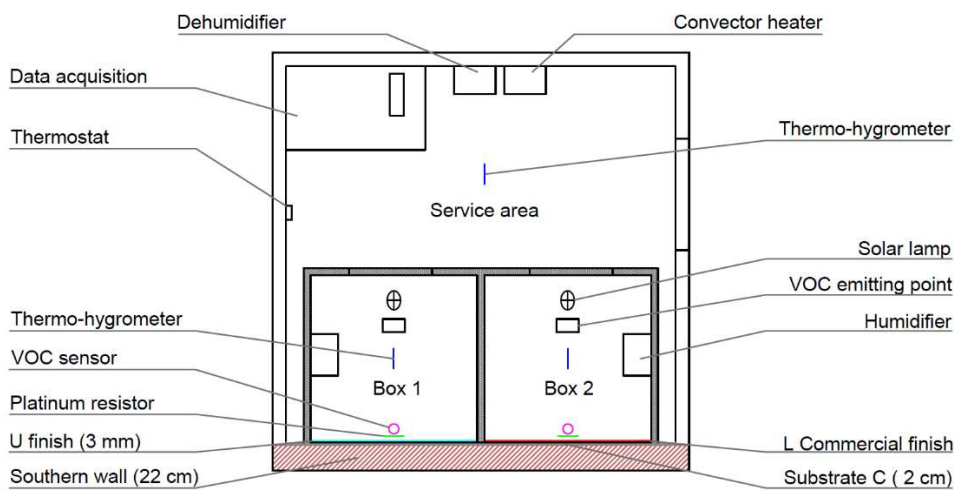 Dehumidifier
Convector heater
Data acquisition
Thermostat
Thermo-hygrometer
Service area
Solar lamp
VOC emitting point
Thermo-hygrometer
Humidifier
VOC sensor
Box 1
Box 2
Platinum resistor
U finish (3 mm)
L Commercial finish
Southern wall (22 cm)
Substrate C ( 2 cm)